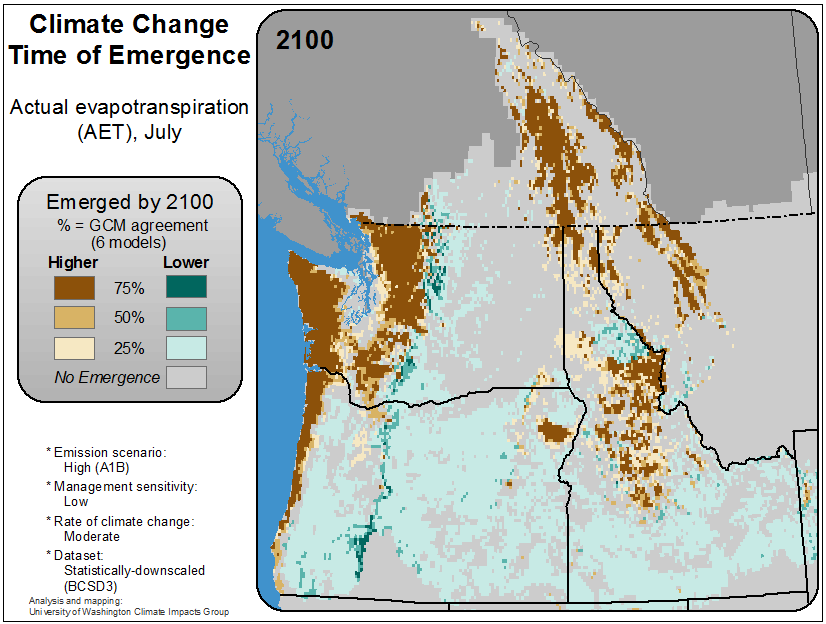 Climate Change
Time of Emergence
Actual evapotranspiration
(AET), July
Emerged by 2100
% = GCM agreement
(6 models)
Higher Lower
75%
50%
25%
No Emergence
* Emission scenario:
High (A1B)
* Management sensitivity:
Low
* Rate of climate change:
Moderate
* Dataset:
Statistically-downscaled
(BCSD3)
Analysis and mapping:
University of Washington Climate Impacts Group
2100